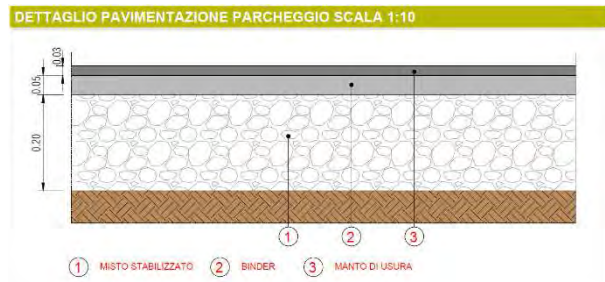 DETTAGLIO PAVIMENTAZIONE PARCHEGGIO SCALA 1:10
0.03
0.05
0.20
1 2 3
1 MISTO STABILIZZATO 2 BINDER 3 MANTO DI USURA